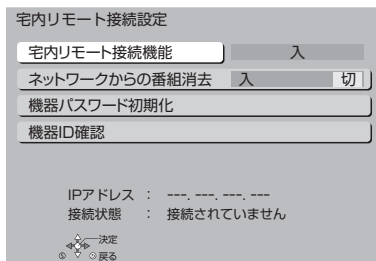 宅内リモート接続設定
宅内リモート接続機能 入
ネットワークからの番組消去 入 切
機器パスワード初期化
機器ID確認
IPアドレス : ---. ---. ---. ---
接続状態 : 接続されていません
決定
S 戻る